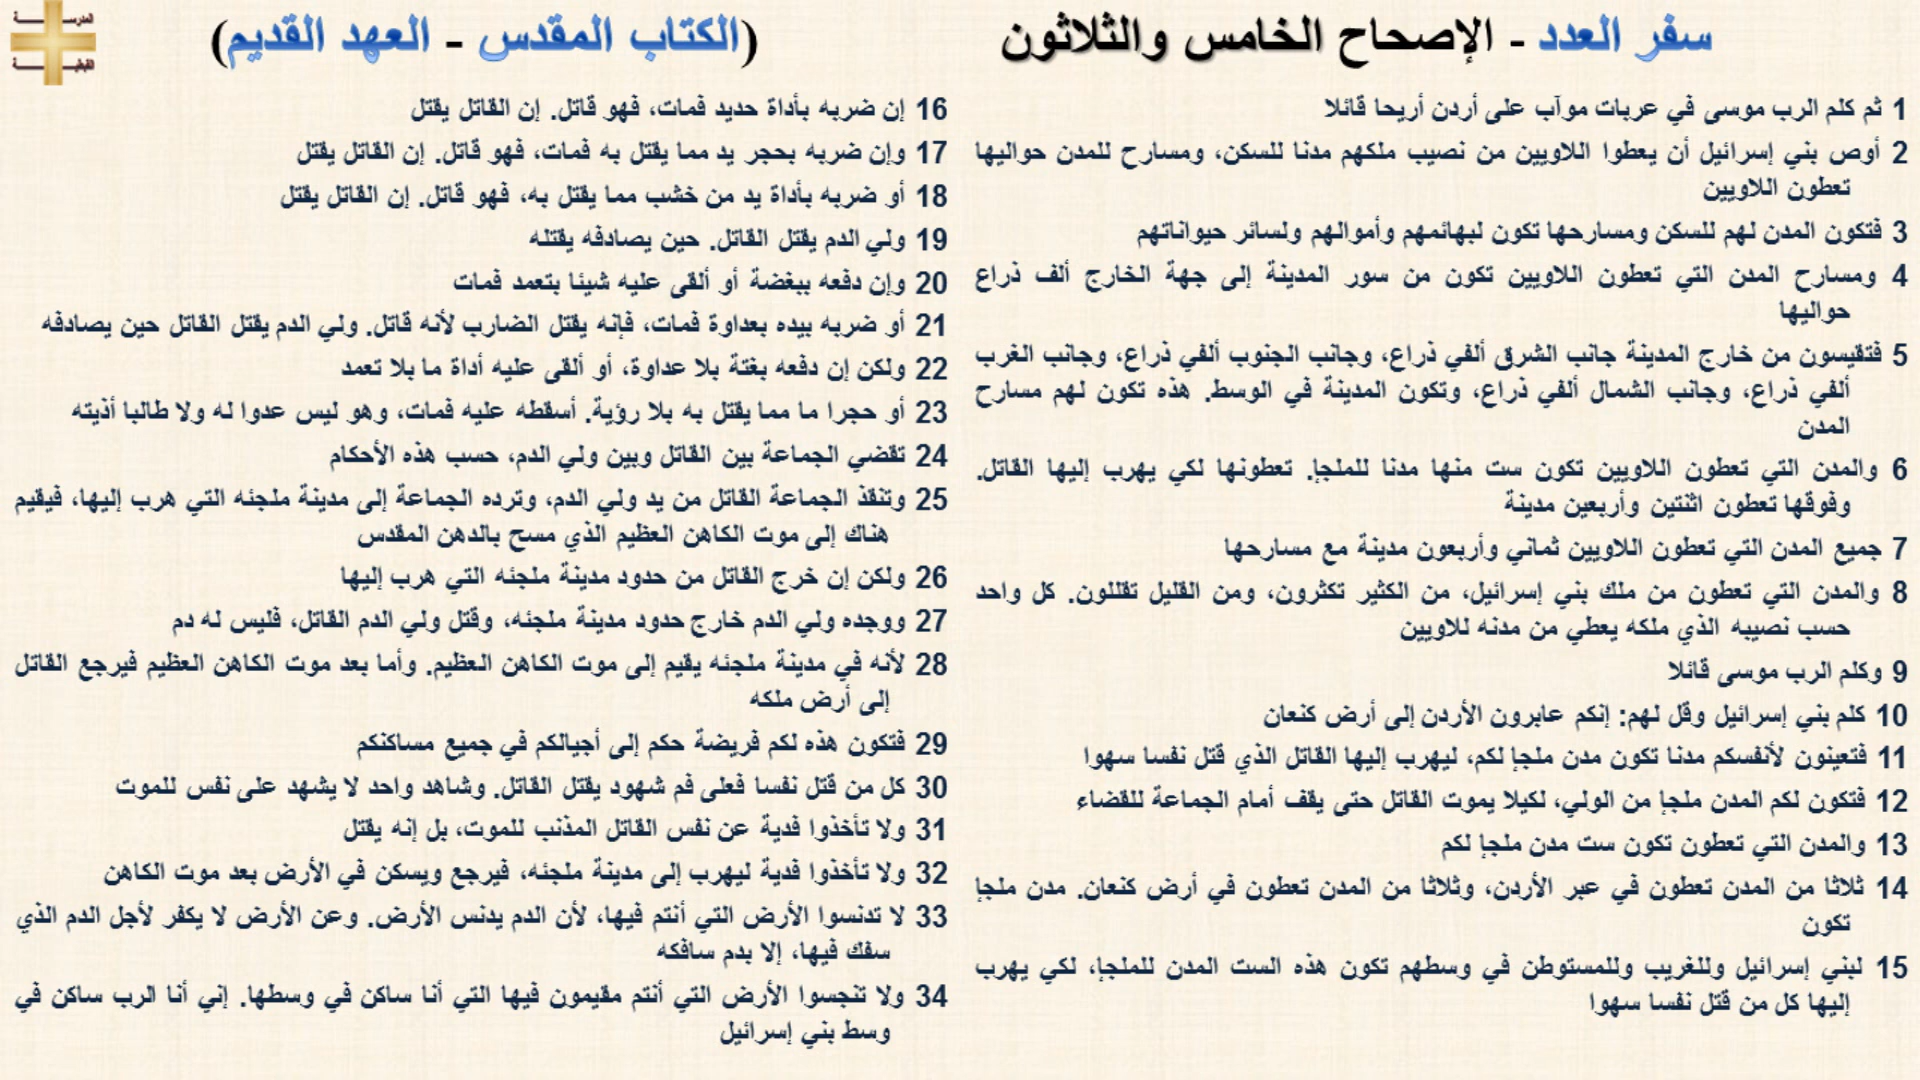 سفر العدد - الإصحاح الخامس والثلاثون
(الكتاب المقدس - العهد القديم)
1 ثم كلم الرب موسى في عربات موآب على أردن أريحا قائلا
2 أوص بني إسرائيل أن يعطوا اللاويين من نصيب ملكهم مدنا للسكن، ومسارح للمدن حواليها
تعطون اللاويين
3 فتكون المدن لهم للسكن ومسارحها تكون لبهائمهم وأموالهم ولسائر حيواناتهم
4 ومسارح المدن التي تعطون اللاويين تكون من سور المدينة إلى جهة الخارج ألف ذراع
حواليها
5 فتقيسون من خارج المدينة جانب الشرق ألفي ذراع، وجانب الجنوب ألفي ذراع، وجانب الغرب
ألفي ذراع، وجانب الشمال ألفي ذراع، وتكون المدينة في الوسط. هذه تكون لهم مسارح
المدن
6 والمدن التي تعطون اللاويين تكون ست منها مدنا للملجإ. تعطونها لكي يهرب إليها القاتل.
وفوقها تعطون اثنتين وأربعين مدينة
7 جميع المدن التي تعطون اللاويين ثماني وأربعون مدينة مع مسارحها
8 والمدن التي تعطون من ملك بني إسرائيل، من الكثير تكثرون، ومن القليل تقللون. كل واحد
حسب نصيبه الذي ملكه يعطي من مدنه للاويين
9 وكلم الرب موسى قائلا
10 كلم بني إسرائيل وقل لهم: إنكم عابرون الأردن إلى أرض كنعان
11 فتعينون لأنفسكم مدنا تكون مدن ملجإ لكم، ليهرب إليها القاتل الذي قتل نفسا سهوا
12 فتكون لكم المدن ملجإ من الولي، لكيلا يموت القاتل حتى يقف أمام الجماعة للقضاء
13 والمدن التي تعطون تكون ست مدن ملجإ لكم
14 ثلاثا من المدن تعطون في عبر الأردن، وثلاثا من المدن تعطون في أرض كنعان. مدن ملجإ
تكون
15 لبني إسرائيل وللغريب وللمستوطن في وسطهم تكون هذه الست المدن للملجإ، لكي يهرب
إليها كل من قتل نفسا سهوا
16 إن ضربه بأداة حديد فمات، فهو قاتل. إن القاتل يقتل
17 وإن ضربه بحجر يد مما يقتل به فمات، فهو قاتل. إن القاتل يقتل
18 أو ضربه بأداة يد من خشب مما يقتل به، فهو قاتل. إن القاتل يقتل
19 ولي الدم يقتل القاتل. حين يصادفه يقتله
20 وإن دفعه ببغضة أو ألقى عليه شيئا بتعمد فمات
21 أو ضربه بيده بعداوة فمات، فإنه يقتل الضارب لأنه قاتل. ولي الدم يقتل القاتل حين يصادفه
22 ولكن إن دفعه بغتة بلا عداوة، أو ألقى عليه أداة ما بلا تعمد
23 أو حجرا ما مما يقتل به بلا رؤية. أسقطه عليه فمات، وهو ليس عدوا له ولا طالبا أذيته
24 تقضي الجماعة بين القاتل وبين ولي الدم، حسب هذه الأحكام
25 وتنقذ الجماعة القاتل من يد ولي الدم، وترده الجماعة إلى مدينة ملجئه التي هرب إليها، فيقيم
هناك إلى موت الكاهن العظيم الذي مسح بالدهن المقدس
26 ولكن إن خرج القاتل من حدود مدينة ملجئه التي هرب إليها
27 ووجده ولي الدم خارج حدود مدينة ملجئه، وقتل ولي الدم القاتل، فليس له دم
28 لأنه في مدينة ملجئه يقيم إلى موت الكاهن العظيم. وأما بعد موت الكاهن العظيم فيرجع القاتل
إلى أرض ملكه
29 فتكون هذه لكم فريضة حكم إلى أجيالكم في جميع مساكنكم
30 كل من قتل نفسا فعلى فم شهود يقتل القاتل. وشاهد واحد لا يشهد على نفس للموت
31 ولا تأخذوا فدية عن نفس القاتل المذنب للموت، بل إنه يقتل
32 ولا تأخذوا فدية ليهرب إلى مدينة ملجئه، فيرجع ويسكن في الأرض بعد موت الكاهن
33 لا تدنسوا الأرض التي أنتم فيها، لأن الدم يدنس الأرض. وعن الأرض لا يكفر لأجل الدم الذي
سفك فيها، إلا بدم سافكه
34 ولا تنجسوا الأرض التي أنتم مقيمون فيها التي أنا ساكن في وسطها. إني أنا الرب ساكن في
وسط بني إسرائيل